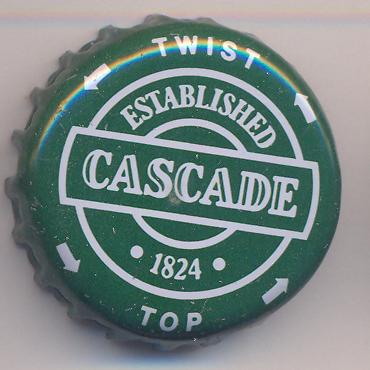 TWIST
ESTABLISHED
CASCADE
• 1824 •
TOP